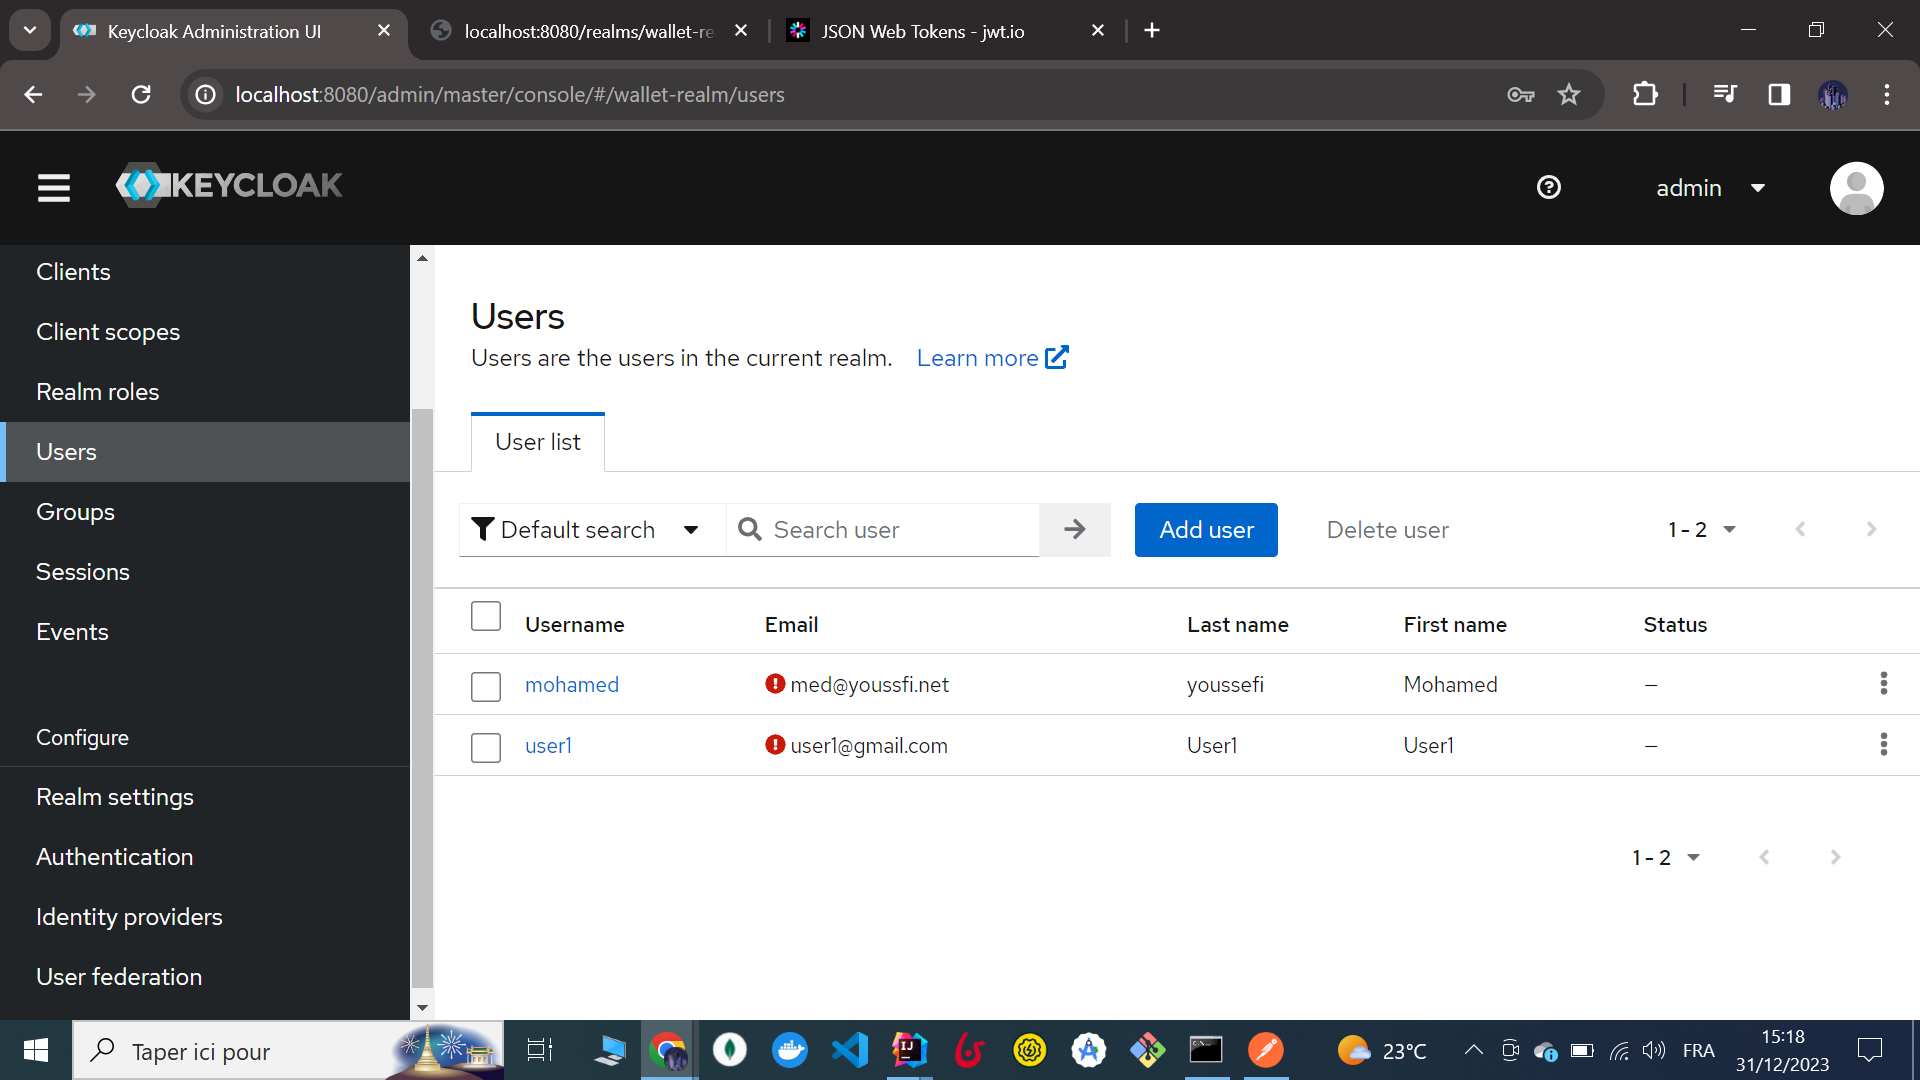 Keycloak Administration UI
localhost:8080/realms/wallet-re
JSON Web Tokens - jwt.io
localhost:8080/admin/master/console/#/wallet-realm/users
KEYCLOAK
admin
Clients
Client scopes
Realm roles
Users
Groups
Sessions
Events
Configure
Realm settings
Authentication
Identity providers
User federation
Users
Users are the users in the current realm. Learn more
User list
Default search Search user Add user Delete user 1 - 2
Username Email Last name First name Status
mohamed med@youssfi.net youssefi Mohamed –
user1 user1@gmail.com User1 User1 –
1 - 2
Taper ici pour
23°C
FRA
15:18
31/12/2023